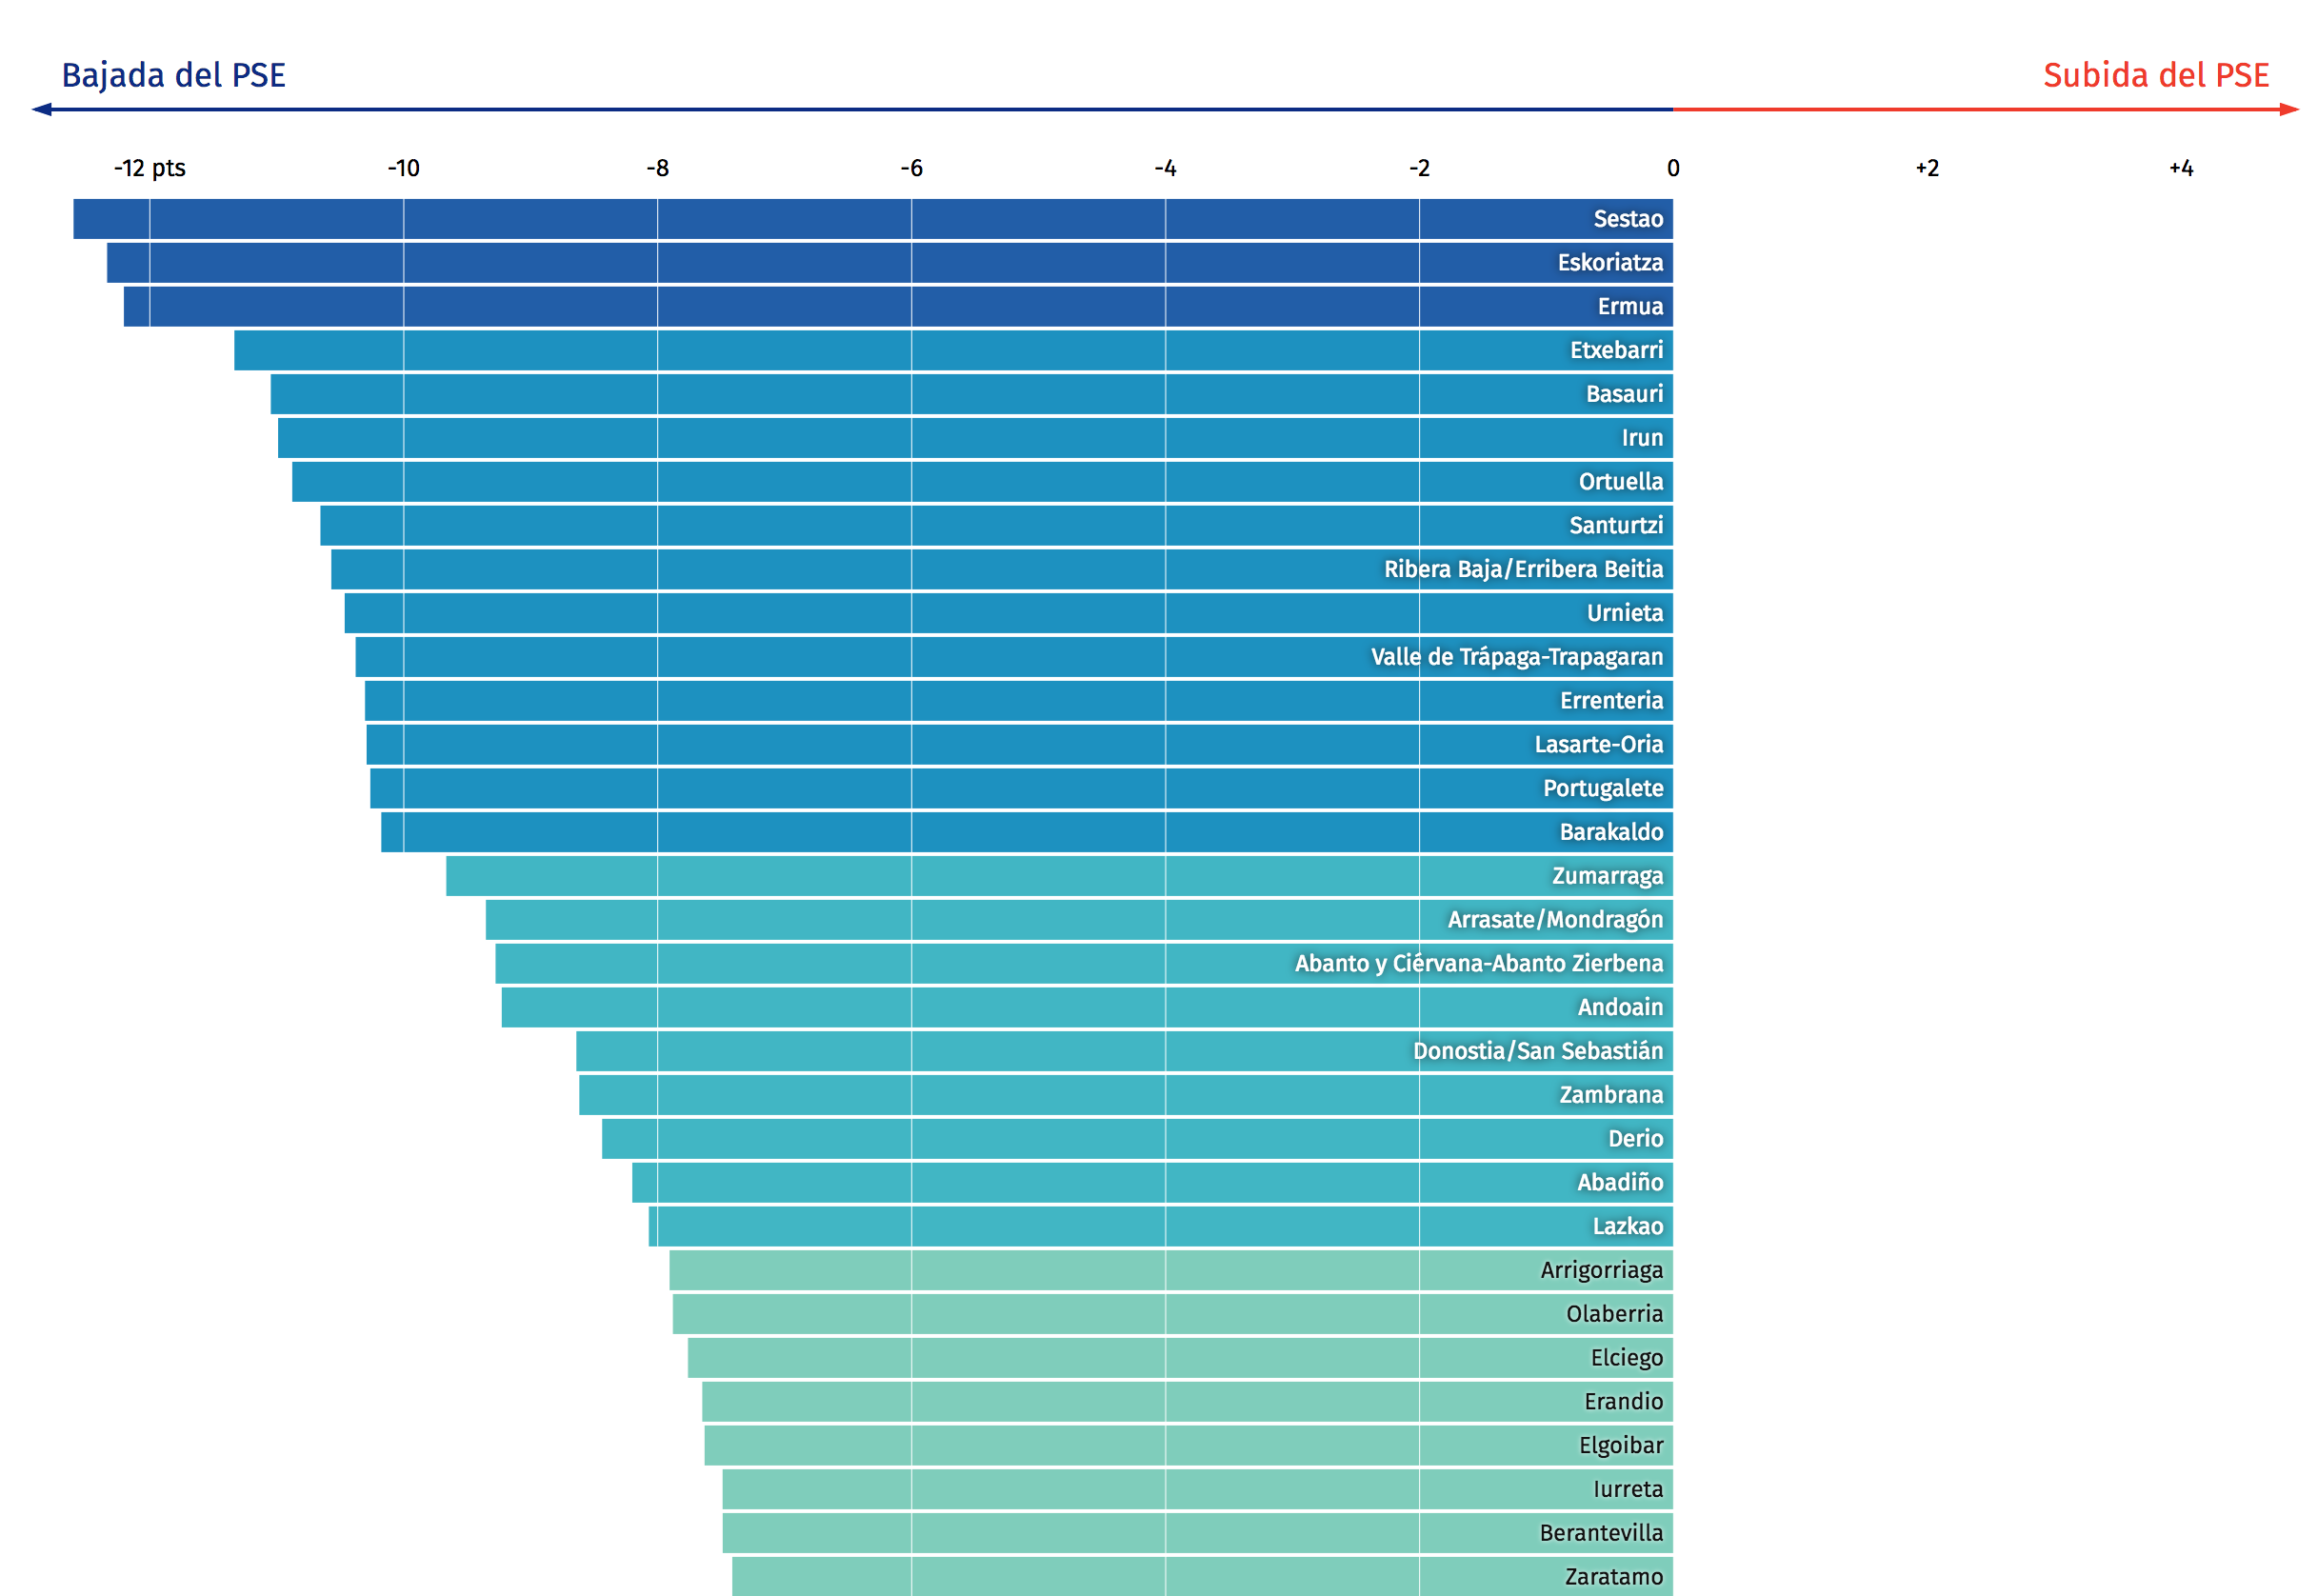 Bajada del PSE
Subida del PSE
-12 pts -10 -8 -6 -4 -2 0 +2 +4
Sestao
Eskoriatza
Ermua
Etxebarri
Basauri
Irun
Ortuella
Santurtzi
Ribera Baja/Erribera Beitia
Urnieta
Valle de Trápaga-Trapagaran
Errenteria
Lasarte-Oria
Portugalete
Barakaldo
Zumarraga
Arrasate/Mondragón
Abanto y Ciérvana-Abanto Zierbena
Andoain
Donostia/San Sebastián
Zambrana
Derio
Abadiño
Lazkao
Arrigorriaga
Olaberria
Elciego
Erandio
Elgoibar
Iurreta
Berantevilla
Zaratamo